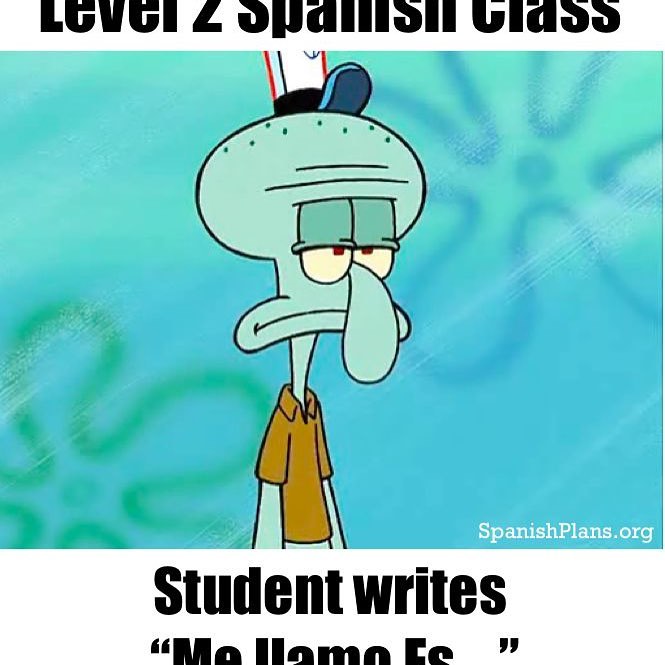 Level 2 Spanish Class
SpanishPlans.org
Student writes
“Me llamo Es...”